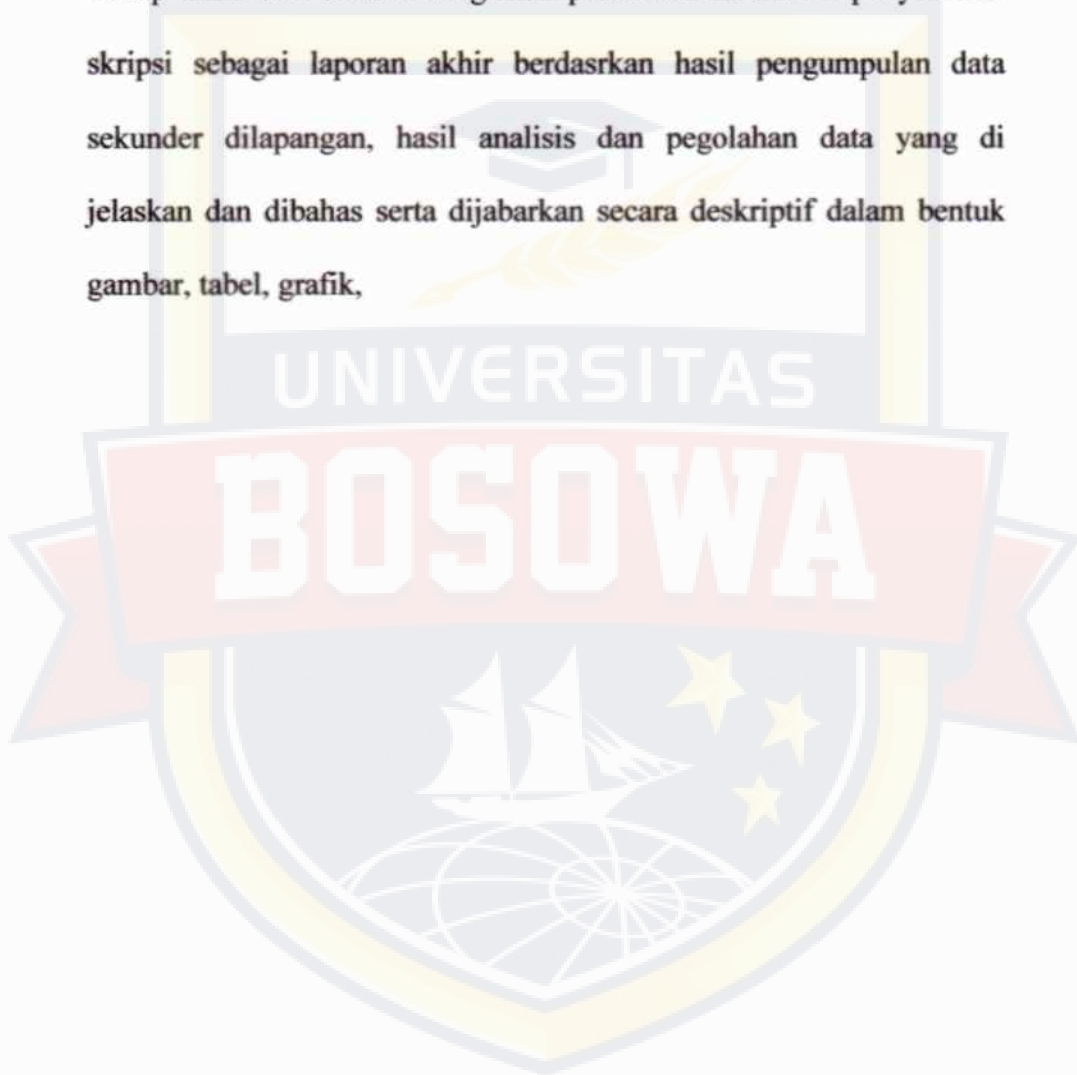 skripsi sebagai laporan akhir berdasrkan hasil pengumpulan data
sekunder dilapangan, hasil analisis dan pegolahan data yang di
jelaskan dan dibahas serta dijabarkan secara deskriptif dalam bentuk
gambar, tabel, grafik,
UNIVERSITAS
BOSOWA